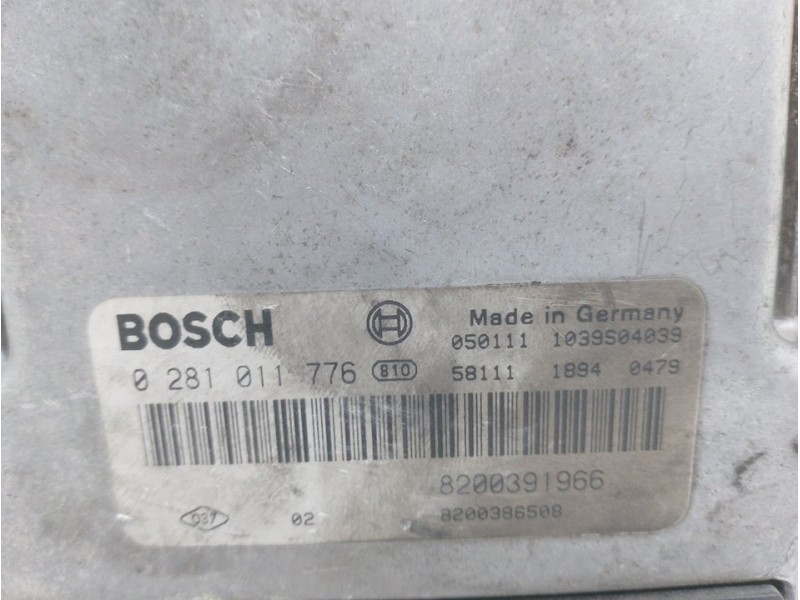 BOSCH
Made in Germany
050111 1039S04039
0 281 011 776 810 58111 1894 0479
8200391966
037 02 8200386508